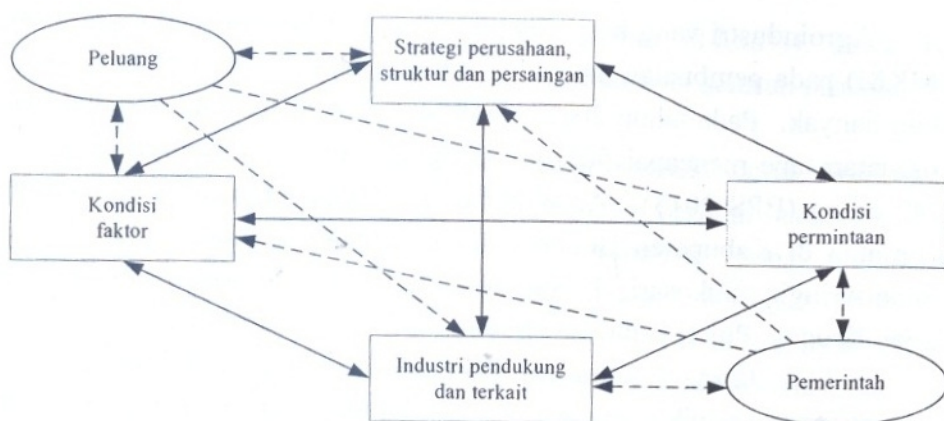 Peluang
Strategi perusahaan,
struktur dan persaingan
Kondisi
faktor
Kondisi
permintaan
Industri pendukung
dan terkait
Pemerintah